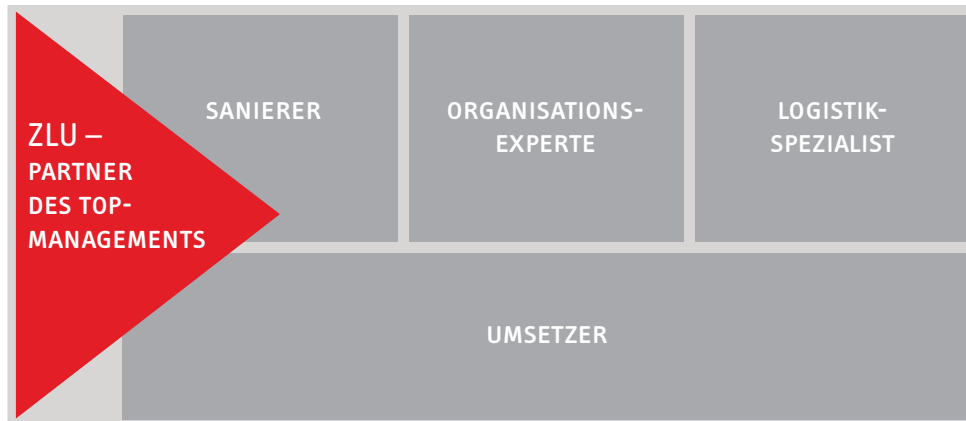 ZLU –
PARTNER
DES TOP-
MANAGEMENTS
SANIERER
ORGANISATIONS-
EXPERTE
LOGISTIK-
SPEZIALIST
UMSETZER